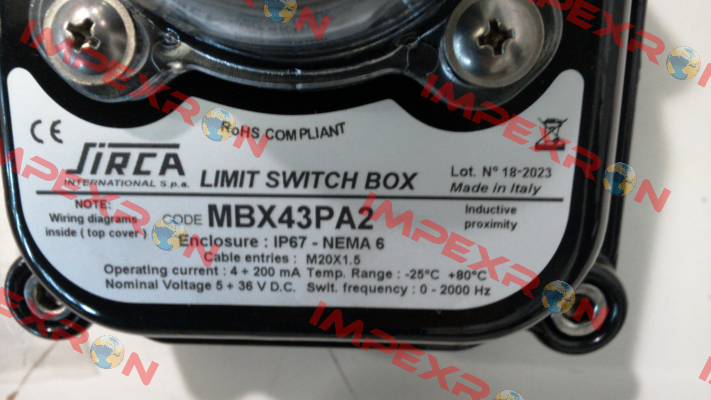 RoHS COMPLIANT
CE
SIRCA
INTERNATIONAL S.p.a.
LIMIT SWITCH BOX
Lot. N° 18-2023
Made in Italy
NOTE:
Wiring diagrams
inside ( top cover )
CODE MBX43PA2
Inductive
proximity
Enclosure : IP67 - NEMA 6
Cable entries : M20X1.5
Operating current : 4 ÷ 200 mA Temp. Range : -25°C +80°C
Nominal Voltage 5 ÷ 36 V D.C. Swit. frequency : 0 - 2000 Hz
IMPEXRON
IMPEXRON
IMPEXRON
IMPEXRON
IMPEXRON
IMPEXRON